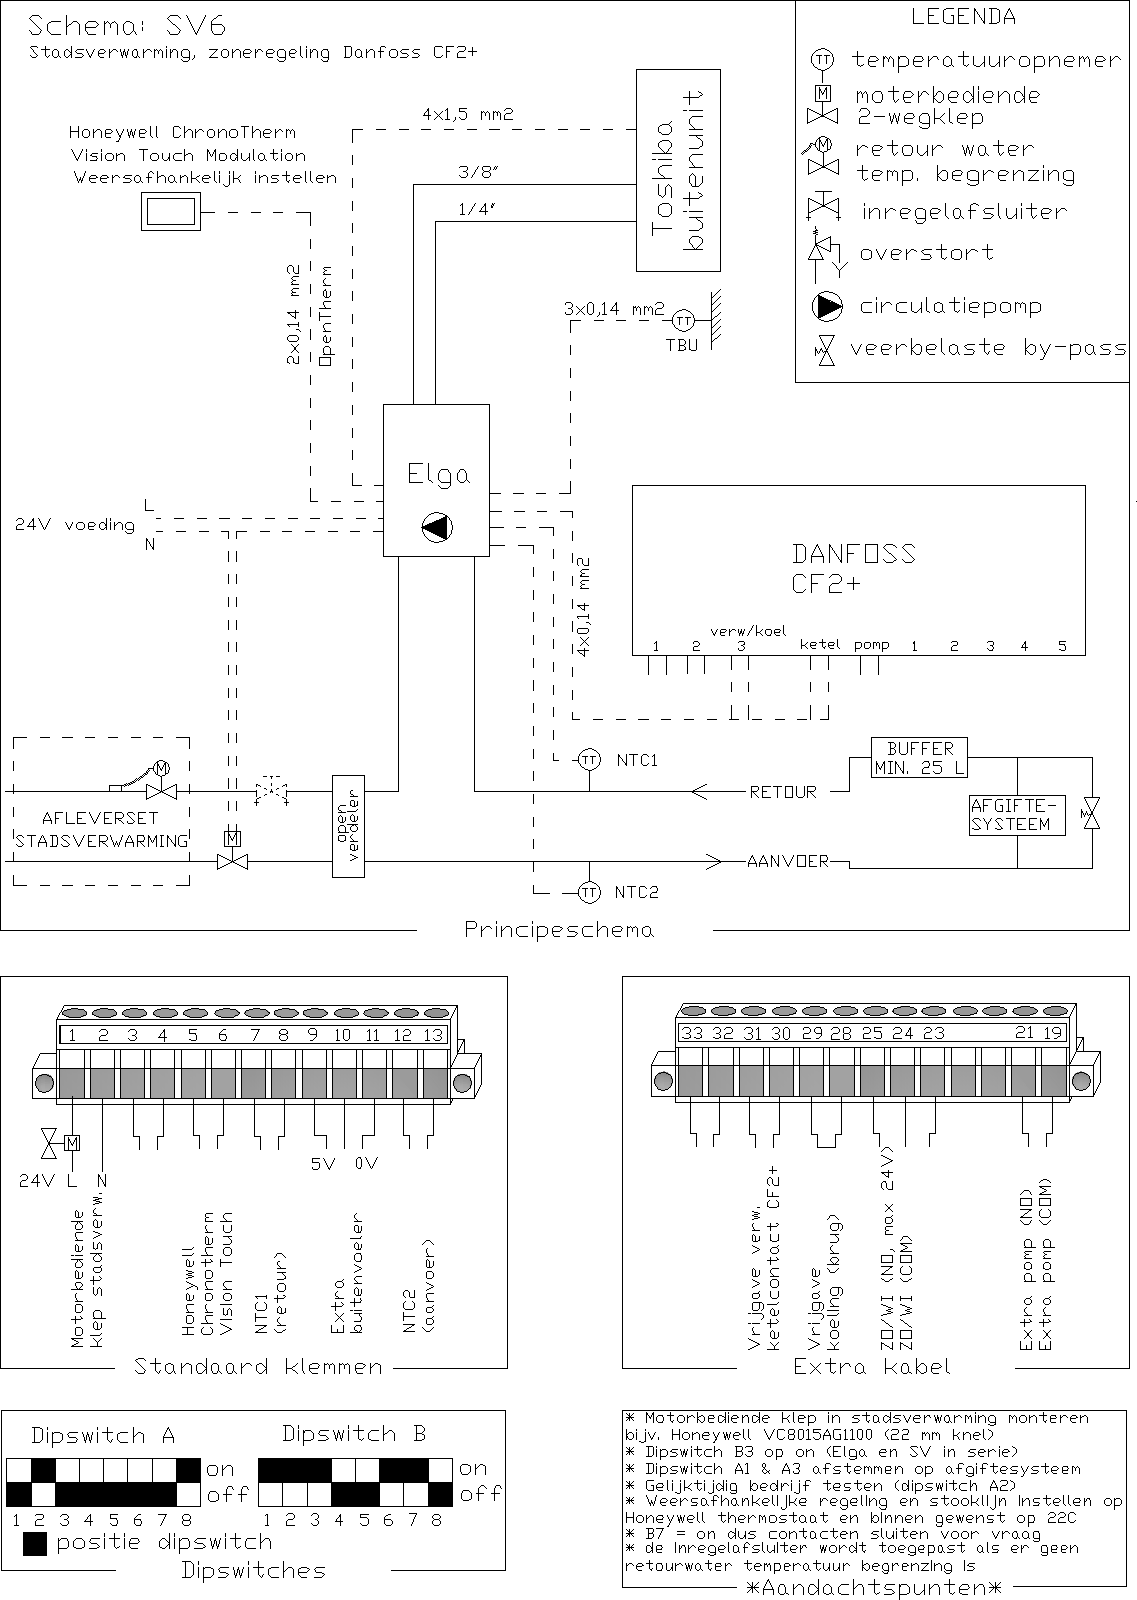 Schema: SV6
Stadsverwarming, zoneregeling Danfoss CF2+
LEGENDA
TT temperatuuropnemer
M moterbediende
2-wegklep
M retour water
temp. begrenzing
inregelafsluiter
overstort
circulatiepomp
M veerbelaste by-pass
Honeywell ChronoTherm
Vision Touch Modulation
Weersafhankelijk instellen
4x1,5 mm2
3/8"
1/4"
Toshiba
buitenunit
2x0,14 mm2
OpenTherm
3x0,14 mm2
TT
TBU
Elga
L
24V voeding
N
4x0,14 mm2
DANFOSS
CF2+
verw/koel
1 2 3 ketel pomp 1 2 3 4 5
TT NTC1
BUFFER
MIN. 25 L
RETOUR
AFGIFTE-
SYSTEEM
M
M
AFLEVERSET
STADSVERWARMING
M
open
verdeler
AANVOER
TT NTC2
Principeschema
1 2 3 4 5 6 7 8 9 10 11 12 13
M
24V L N
5V 0V
Motorbediende
klep stadsverw.
Honeywell
Chronotherm
Vision Touch
NTC1
(retour)
Extra
buitenvoeler
NTC2
(aanvoer)
Standaard klemmen
33 32 31 30 29 28 25 24 23 21 19
Vrijgave verw.
ketelcontact CF2+
Vrijgave
koeling (brug)
ZO/WI (NO, max 24V)
ZO/WI (COM)
Extra pomp (NO)
Extra pomp (COM)
Extra kabel
Dipswitch A
on
off
1 2 3 4 5 6 7 8
Dipswitch B
on
off
1 2 3 4 5 6 7 8
positie dipswitch
Dipswitches
* Motorbediende klep in stadsverwarming monteren
bijv. Honeywell VC8015AG1100 (22 mm knel)
* Dipswitch B3 op on (Elga en SV in serie)
* Dipswitch A1 & A3 afstemmen op afgiftesysteem
* Gelijktijdig bedrijf testen (dipswitch A2)
* Weersafhankelijke regeling en stooklijn instellen op
Honeywell thermostaat en binnen gewenst op 22C
* B7 = on dus contacten sluiten voor vraag
* de inregelafsluiter wordt toegepast als er geen
retourwater temperatuur begrenzing is
*Aandachtspunten*